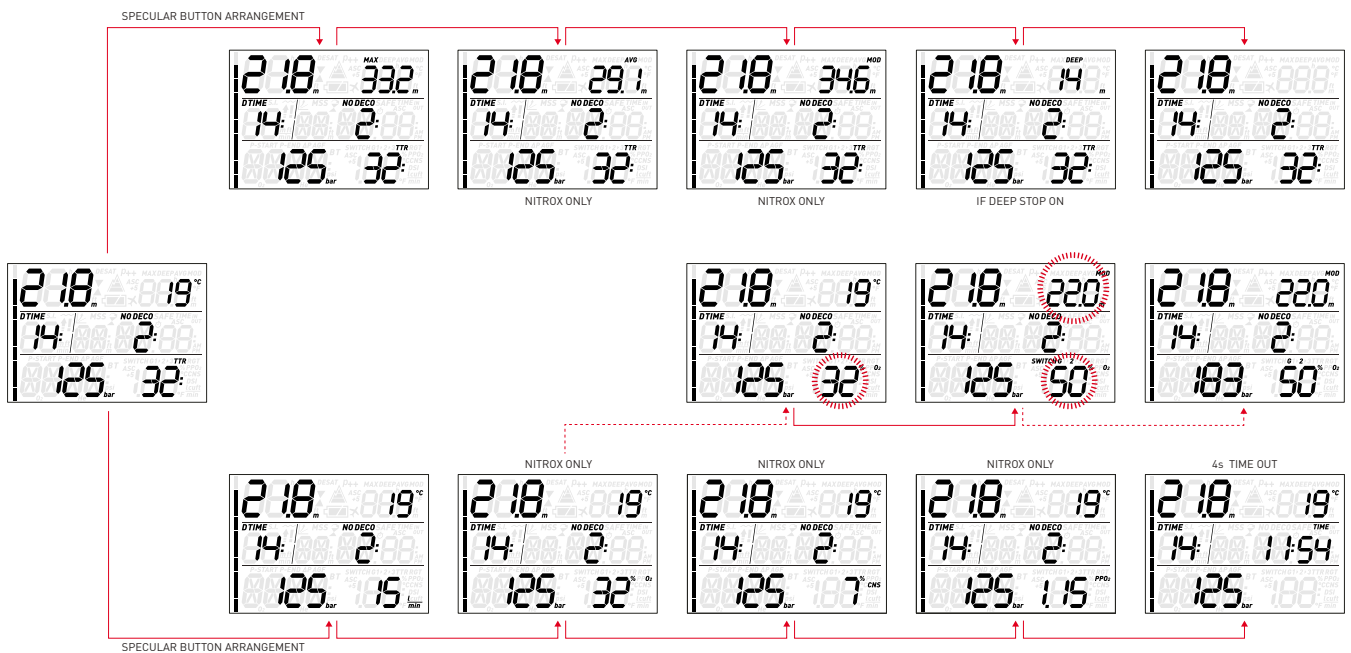 SPECULAR BUTTON ARRANGEMENT
21.8 m MAX 33.2 m
DTIME NO DECO
14: 2:
TTR
125 bar 32:
21.8 m AVG 29.1 m
DTIME NO DECO
14: 2:
TTR
125 bar 32:
NITROX ONLY
21.8 m MOD 34.6 m
DTIME NO DECO
14: 2:
TTR
125 bar 32:
NITROX ONLY
21.8 m DEEP 14 m
DTIME NO DECO
14: 2:
TTR
125 bar 32:
IF DEEP STOP ON
21.8 m
DTIME NO DECO
14: 2:
TTR
125 bar 32:
21.8 m 19 °C
DTIME NO DECO
14: 2:
TTR
125 bar 32:
21.8 m 19 °C
DTIME NO DECO
14: 2:
125 bar 32 O₂
21.8 m MOD 22.0 m
DTIME NO DECO
14: 2:
SWITCH G 2
125 bar 50 O₂
21.8 m MOD 22.0 m
DTIME NO DECO
14: 2:
G 2
183 bar 50 % O₂
21.8 m 19 °C
DTIME NO DECO
14: 2:
125 bar 15 l/min
NITROX ONLY
21.8 m 19 °C
DTIME NO DECO
14: 2:
125 bar 32 % O₂
NITROX ONLY
21.8 m 19 °C
DTIME NO DECO
14: 2:
125 bar 7 % CNS
NITROX ONLY
21.8 m 19 °C
DTIME NO DECO
14: 2:
125 bar 1.15 PPO₂
4s TIME OUT
21.8 m 19 °C
DTIME TIME
14: 11:54
125 bar
SPECULAR BUTTON ARRANGEMENT